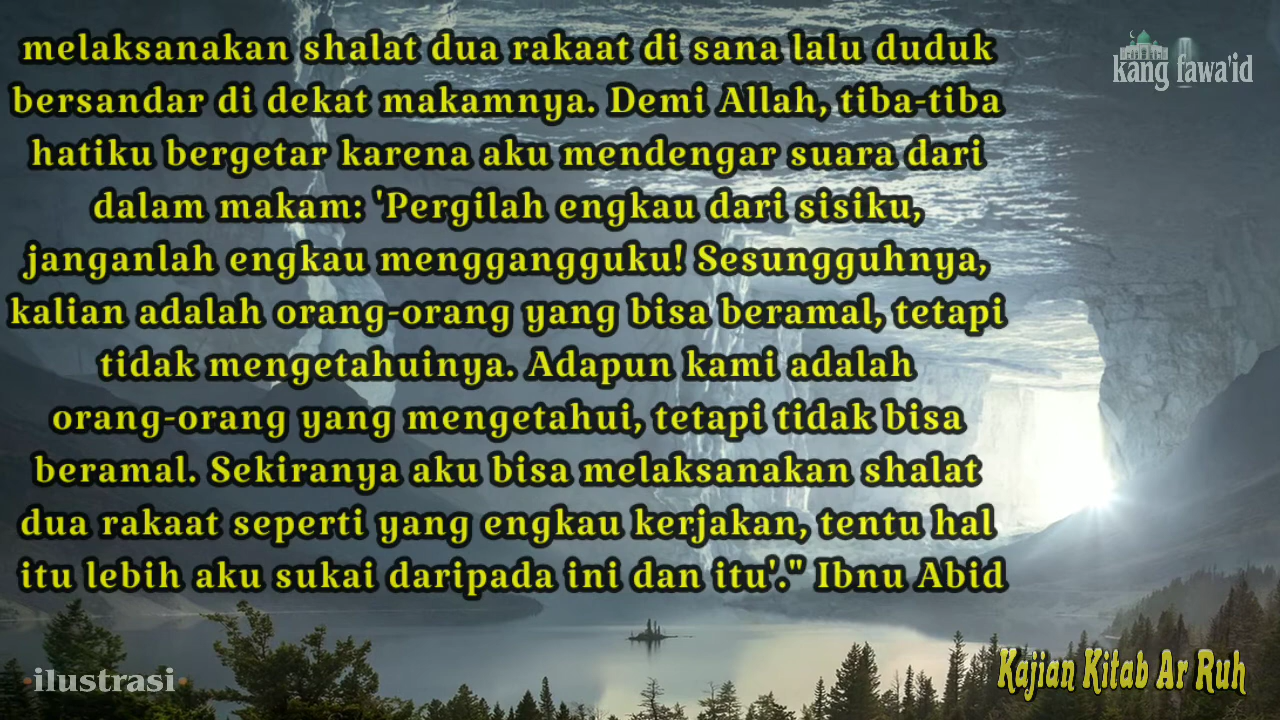 melaksanakan shalat dua rakaat di sana lalu duduk
bersandar di dekat makamnya. Demi Allah, tiba-tiba
hatiku bergetar karena aku mendengar suara dari
dalam makam: 'Pergilah engkau dari sisiku,
janganlah engkau menggangguku! Sesungguhnya,
kalian adalah orang-orang yang bisa beramal, tetapi
tidak mengetahuinya. Adapun kami adalah
orang-orang yang mengetahui, tetapi tidak bisa
beramal. Sekiranya aku bisa melaksanakan shalat
dua rakaat seperti yang engkau kerjakan, tentu hal
itu lebih aku sukai daripada ini dan itu'." Ibnu Abid
kang fawa'id
•ilustrasi•
Kajian Kitab Ar Ruh